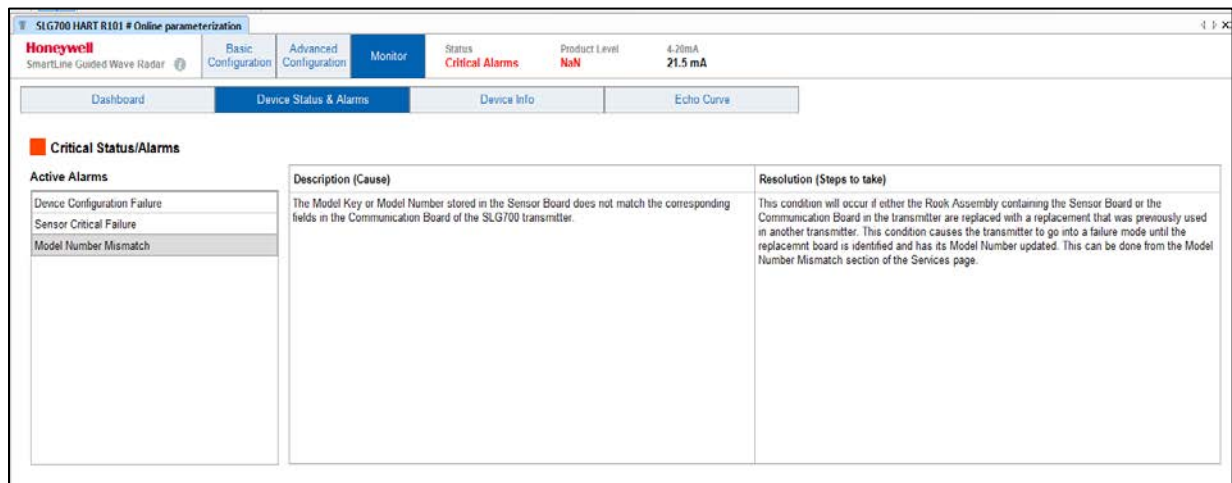 SLG700 HART R101 # Online parameterization
Honeywell
SmartLine Guided Wave Radar
Basic
Configuration
Advanced
Configuration
Monitor
Status
Critical Alarms
Product Level
NaN
4-20mA
21.5 mA
Dashboard
Device Status & Alarms
Device Info
Echo Curve
Critical Status/Alarms
Active Alarms
Device Configuration Failure
Sensor Critical Failure
Model Number Mismatch
Description (Cause)
The Model Key or Model Number stored in the Sensor Board does not match the corresponding
fields in the Communication Board of the SLG700 transmitter.
Resolution (Steps to take)
This condition will occur if either the Rook Assembly containing the Sensor Board or the
Communication Board in the transmitter are replaced with a replacement that was previously used
in another transmitter. This condition causes the transmitter to go into a failure mode until the
replacemnt board is identified and has its Model Number updated. This can be done from the Model
Number Mismatch section of the Services page.